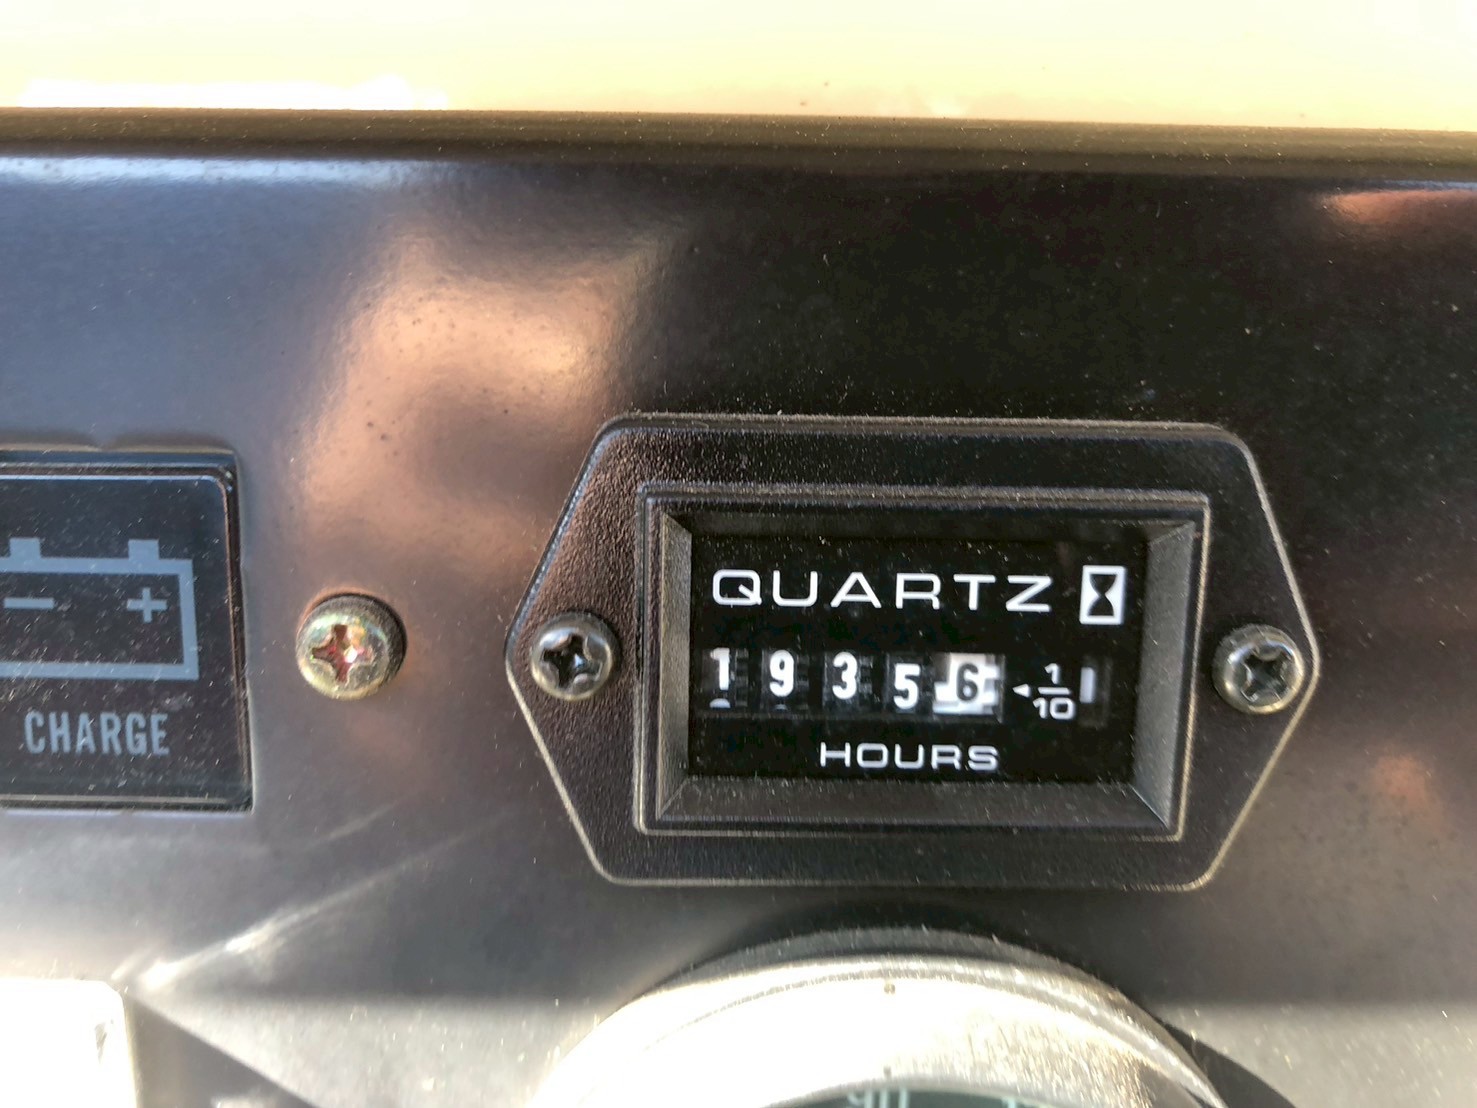 QUARTZ
19356 1/10
HOURS
- +
CHARGE